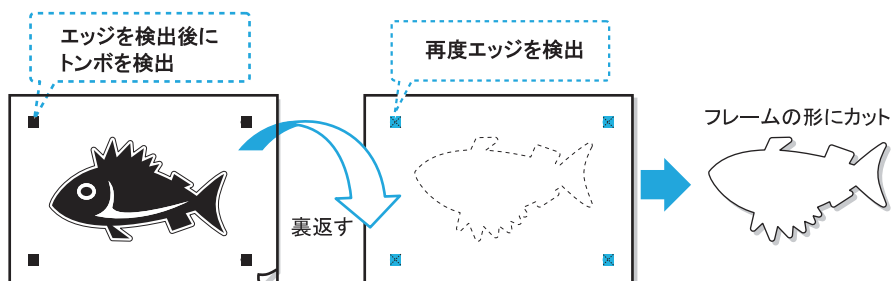 エッジを検出後に
トンボを検出
再度エッジを検出
フレームの形にカット
裏返す